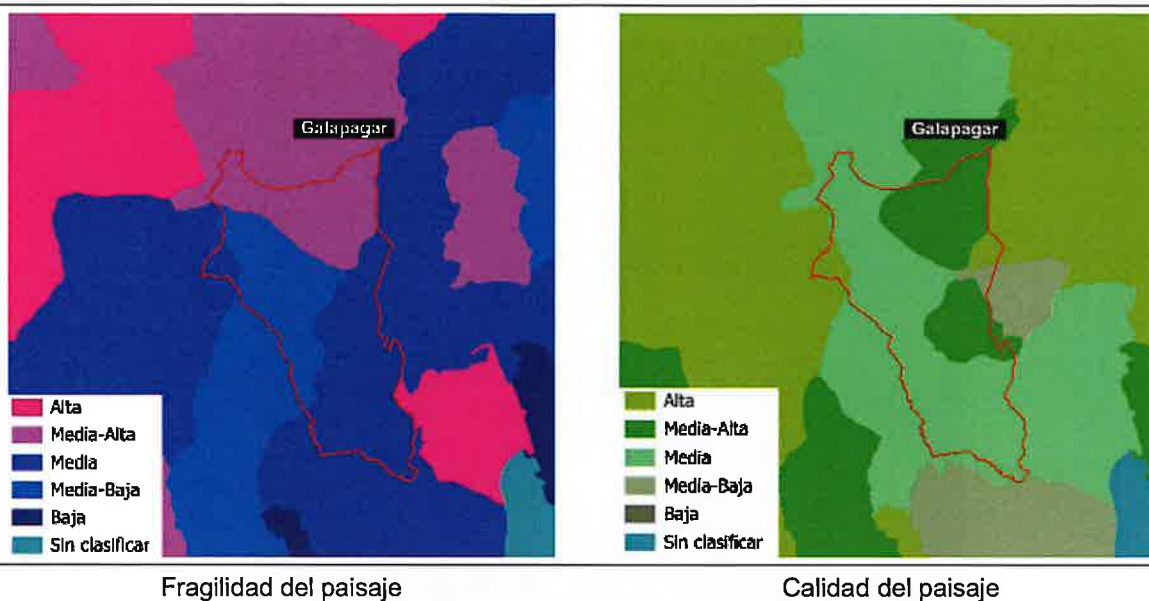 Galapagar
Alta
Media-Alta
Media
Media-Baja
Baja
Sin clasificar
Fragilidad del paisaje
Galapagar
Alta
Media-Alta
Media
Media-Baja
Baja
Sin clasificar
Calidad del paisaje